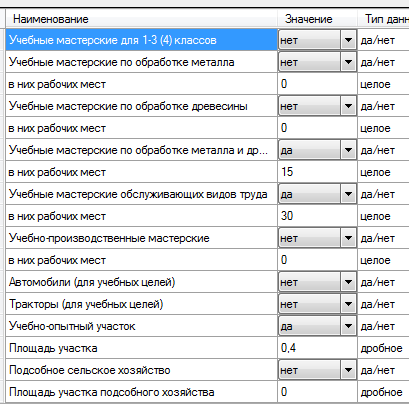 Наименование Значение Тип данн
Учебные мастерские для 1-3 (4) классов нет да/нет
Учебные мастерские по обработке металла нет да/нет
в них рабочих мест 0 целое
Учебные мастерские по обработке древесины нет да/нет
в них рабочих мест 0 целое
Учебные мастерские по обработке металла и др... да да/нет
в них рабочих мест 15 целое
Учебные мастерские обслуживающих видов труда да да/нет
в них рабочих мест 30 целое
Учебно-производственные мастерские нет да/нет
в них рабочих мест 0 целое
Автомобили (для учебных целей) нет да/нет
Тракторы (для учебных целей) нет да/нет
Учебно-опытный участок да да/нет
Площадь участка 0,4 дробное
Подсобное сельское хозяйство нет да/нет
Площадь участка подсобного хозяйства 0 дробное